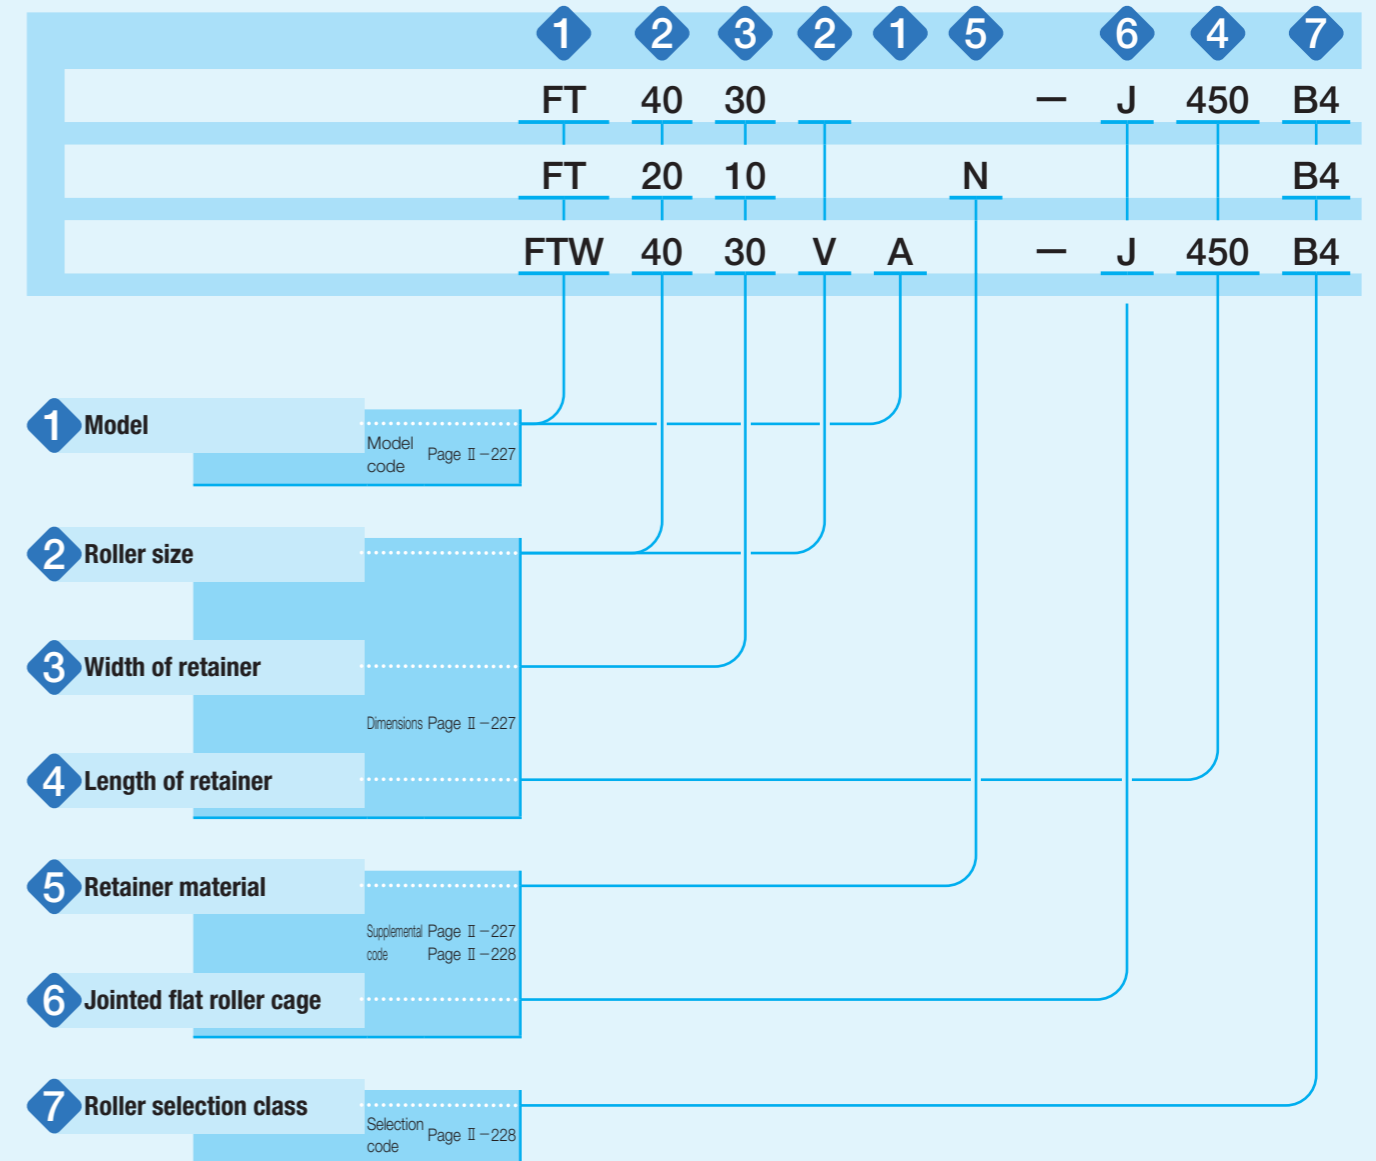 1 2 3 2 1 5 6 4 7
FT 40 30 － J 450 B4
FT 20 10 N B4
FTW 40 30 V A － J 450 B4
1 Model
Model code Page Ⅱ－227
2 Roller size
3 Width of retainer
Dimensions Page Ⅱ－227
4 Length of retainer
5 Retainer material
Supplemental Page Ⅱ－227
code Page Ⅱ－228
6 Jointed flat roller cage
7 Roller selection class
Selection code Page Ⅱ－228